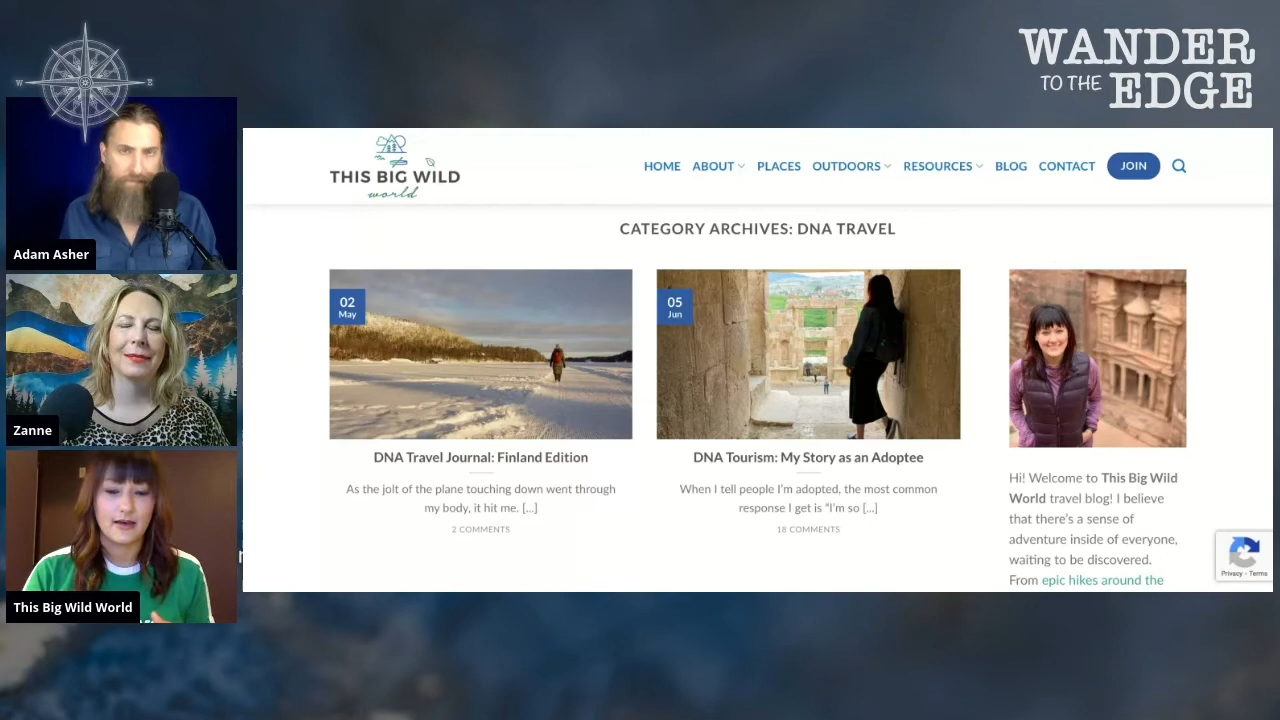 WANDER
TO THE EDGE
W E
Adam Asher
Zanne
This Big Wild World
THIS BIG WILD
world
HOME ABOUT PLACES OUTDOORS RESOURCES BLOG CONTACT JOIN
CATEGORY ARCHIVES: DNA TRAVEL
02
May
DNA Travel Journal: Finland Edition
As the jolt of the plane touching down went through
my body, it hit me. [...]
2 COMMENTS
05
Jun
DNA Tourism: My Story as an Adoptee
When I tell people I’m adopted, the most common
response I get is “I’m so [...]
18 COMMENTS
Hi! Welcome to This Big Wild
World travel blog! I believe
that there’s a sense of
adventure inside of everyone,
waiting to be discovered.
From epic hikes around the
Privacy - Terms